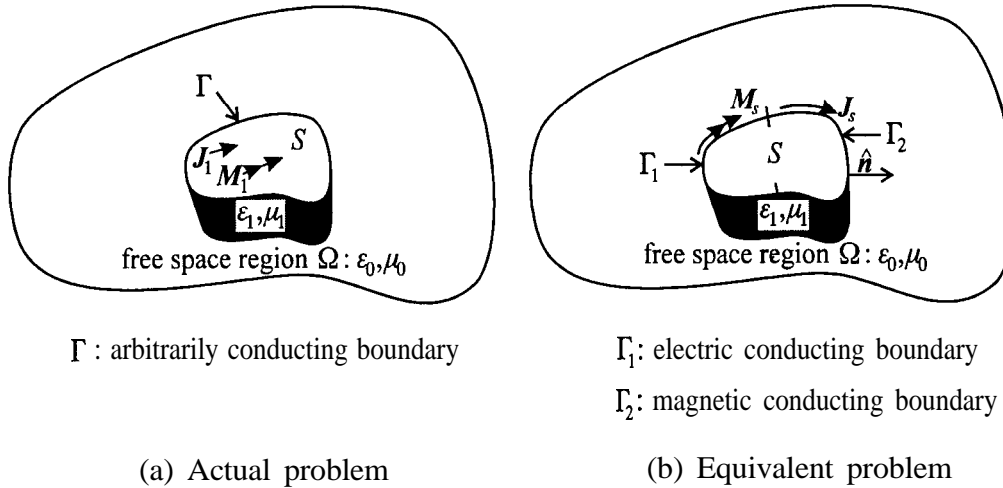 Γ
S
J₁
M₁
ε₁,μ₁
free space region Ω : ε₀,μ₀
Γ : arbitrarily conducting boundary
(a) Actual problem
Mₛ
Jₛ
Γ₂
S
Γ₁
n̂
ε₁,μ₁
free space region Ω : ε₀,μ₀
Γ₁: electric conducting boundary
Γ₂: magnetic conducting boundary
(b) Equivalent problem